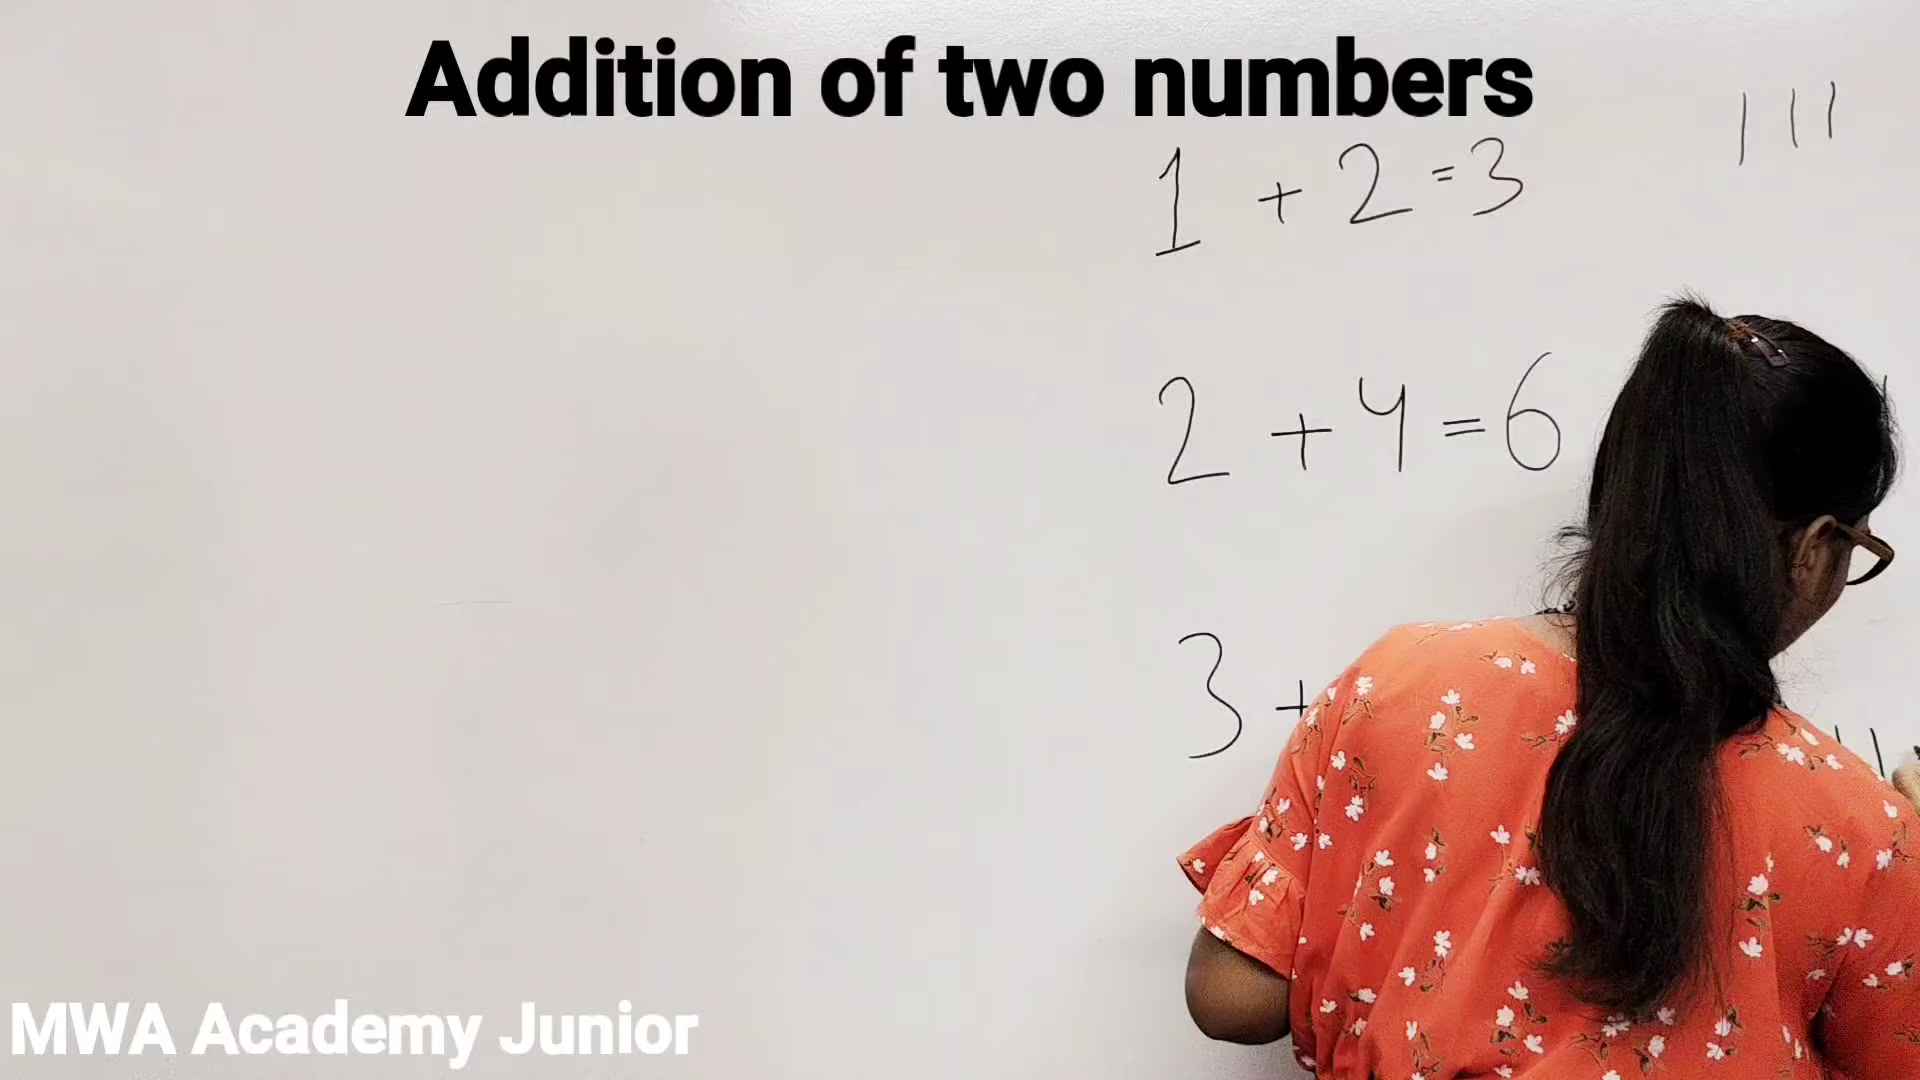 Addition of two numbers
1 + 2 = 3
2 + 4 = 6
3 +
MWA Academy Junior